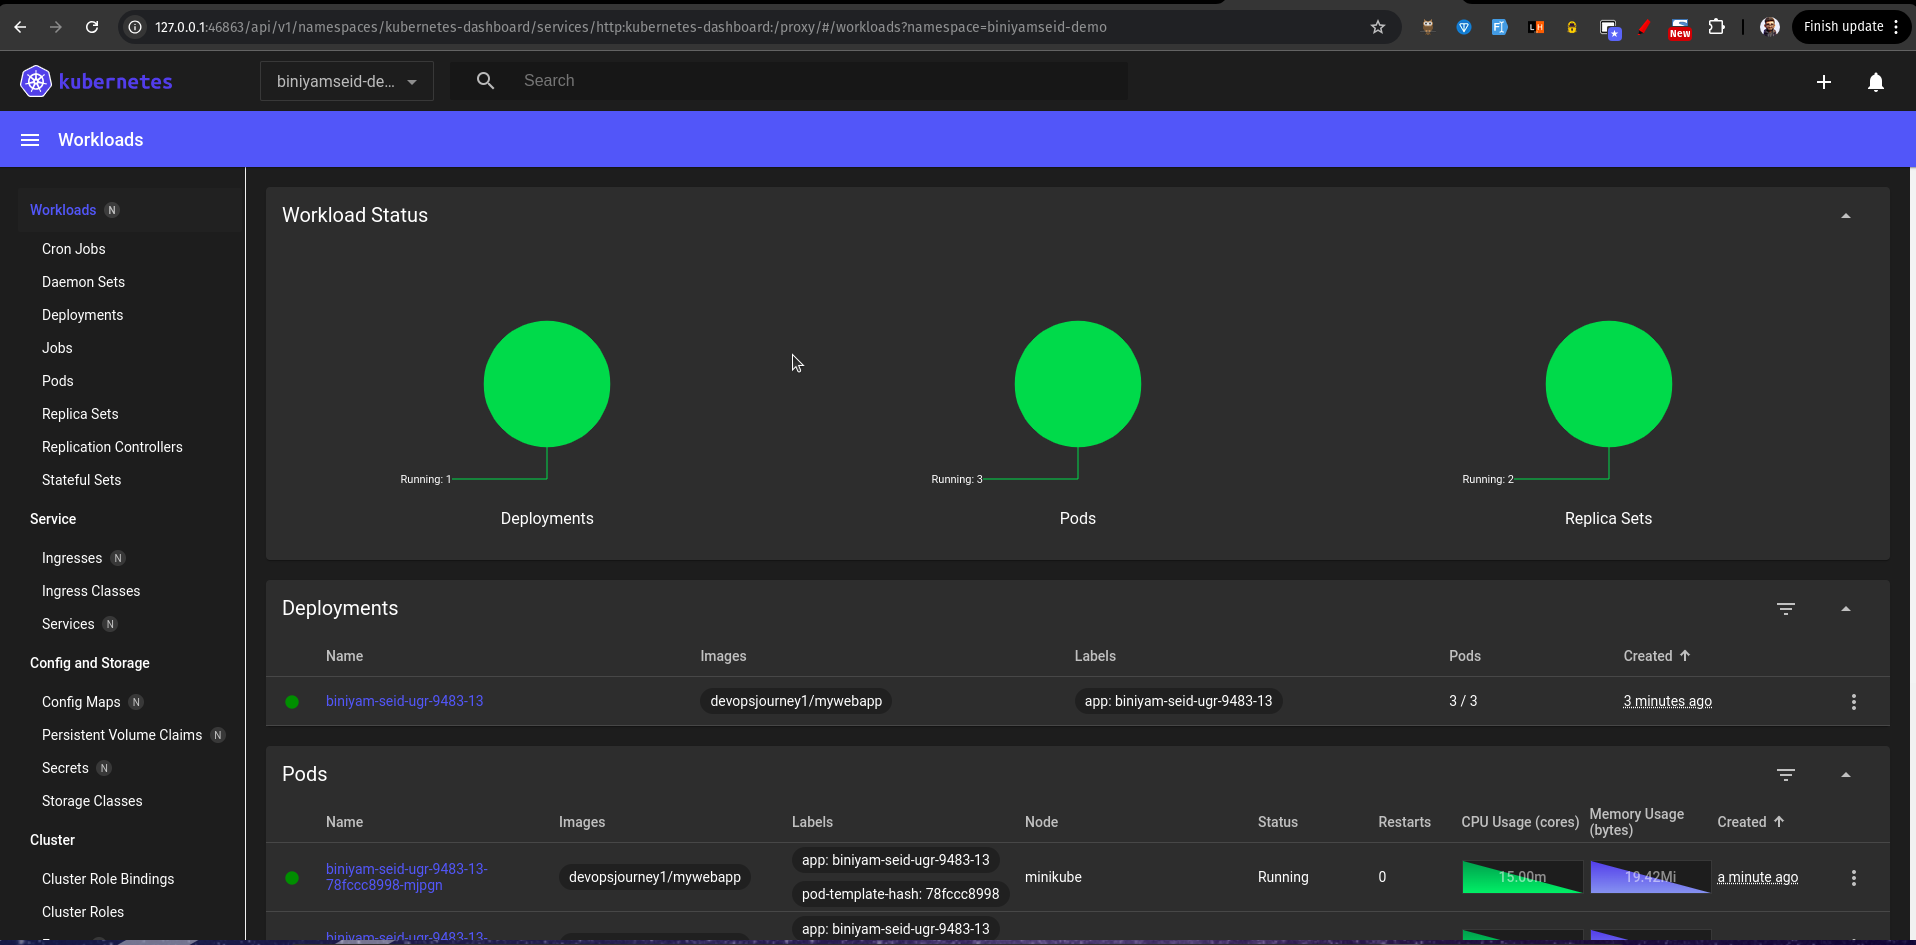 127.0.0.1:46863/api/v1/namespaces/kubernetes-dashboard/services/http:kubernetes-dashboard:/proxy/#/workloads?namespace=biniyamseid-demo
New
Finish update
kubernetes
biniyamseid-de...
Search
Workloads
Workloads N
Cron Jobs
Daemon Sets
Deployments
Jobs
Pods
Replica Sets
Replication Controllers
Stateful Sets
Service
Ingresses N
Ingress Classes
Services N
Config and Storage
Config Maps N
Persistent Volume Claims N
Secrets N
Storage Classes
Cluster
Cluster Role Bindings
Cluster Roles
Workload Status
Running: 1
Deployments
Running: 3
Pods
Running: 2
Replica Sets
Deployments
Name Images Labels Pods Created
biniyam-seid-ugr-9483-13 devopsjourney1/mywebapp app: biniyam-seid-ugr-9483-13 3 / 3 3 minutes ago
Pods
Name Images Labels Node Status Restarts CPU Usage (cores) Memory Usage (bytes) Created
biniyam-seid-ugr-9483-13-
78fccc8998-mjpgn
devopsjourney1/mywebapp
app: biniyam-seid-ugr-9483-13
pod-template-hash: 78fccc8998
minikube Running 0 15.00m 19.42Mi a minute ago
biniyam-seid-ugr-9483-13-
app: biniyam-seid-ugr-9483-13